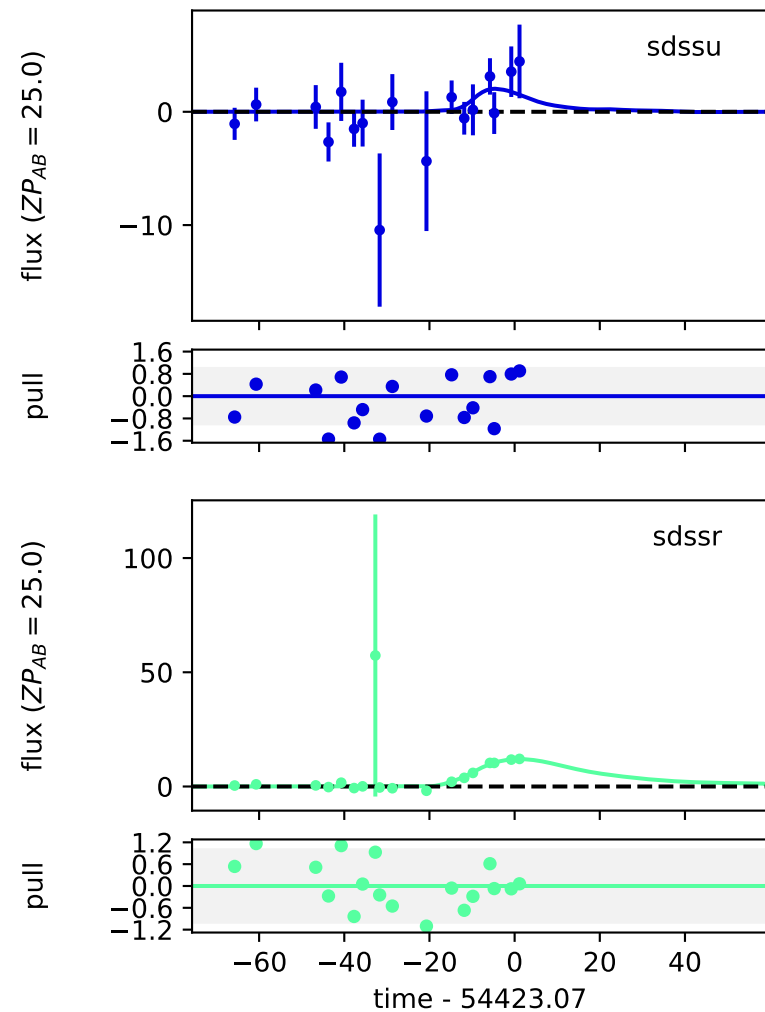 sdssu
flux (ZP_AB = 25.0)
0
−10
pull
1.6
0.8
0.0
−0.8
−1.6
sdssr
flux (ZP_AB = 25.0)
100
50
0
pull
1.2
0.6
0.0
−0.6
−1.2
−60 −40 −20 0 20 40
time - 54423.07